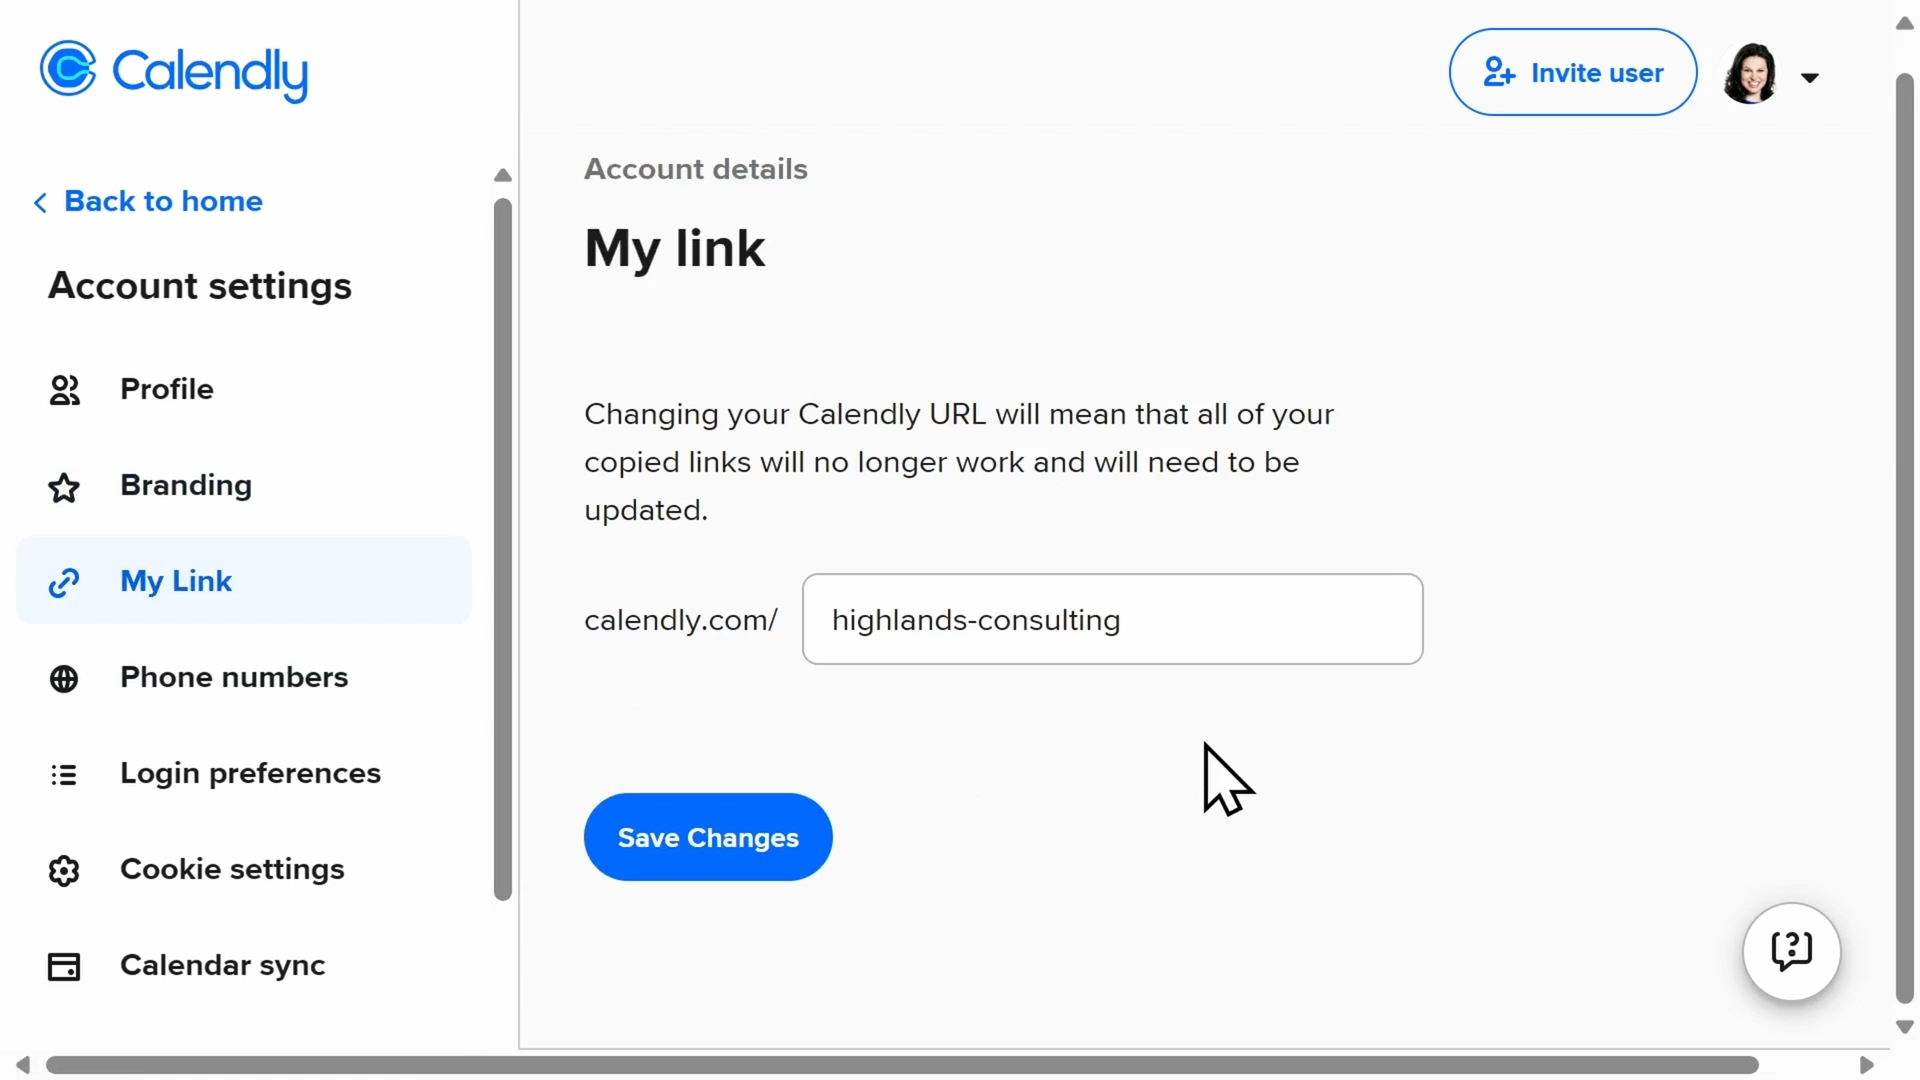 Calendly
Invite user
Back to home
Account settings
Profile
Branding
My Link
Phone numbers
Login preferences
Cookie settings
Calendar sync
Account details
My link
Changing your Calendly URL will mean that all of your
copied links will no longer work and will need to be
updated.
calendly.com/ highlands-consulting
Save Changes